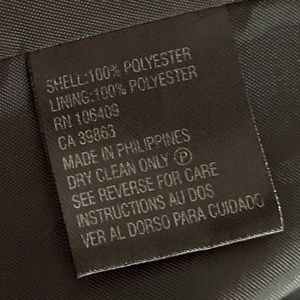 SHELL:100% POLYESTER
LINING:100% POLYESTER
RN 106409
CA 39863
MADE IN PHILIPPINES
DRY CLEAN ONLY Ⓟ
SEE REVERSE FOR CARE
INSTRUCTIONS AU DOS
VER AL DORSO PARA CUIDADO